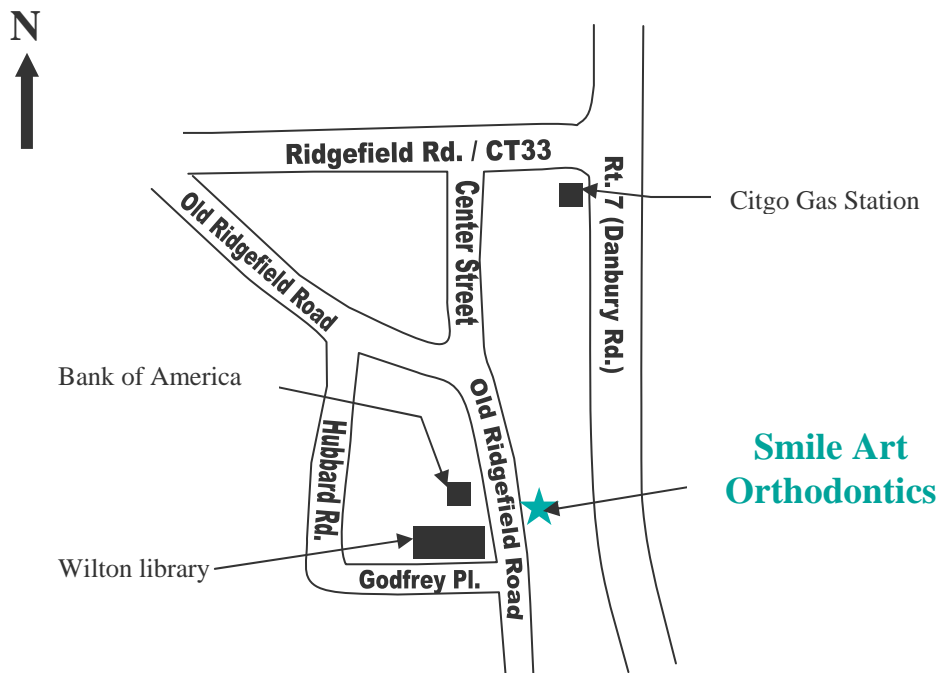 N
Ridgefield Rd. / CT33
Old Ridgefield Road
Center Street
Rt. 7 (Danbury Rd.)
Citgo Gas Station
Bank of America
Hubbard Rd.
Old Ridgefield Road
Smile Art
Orthodontics
Wilton library
Godfrey Pl.